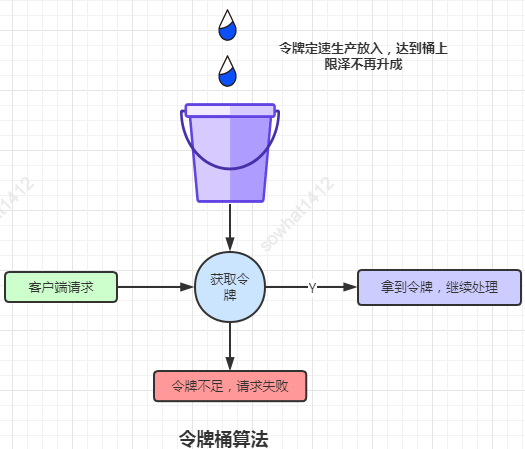 令牌定速生产放入，达到桶上
限泽不再升成
sowhat1412
获取令
牌
客户端请求
Y
拿到令牌，继续处理
令牌不足，请求失败
令牌桶算法